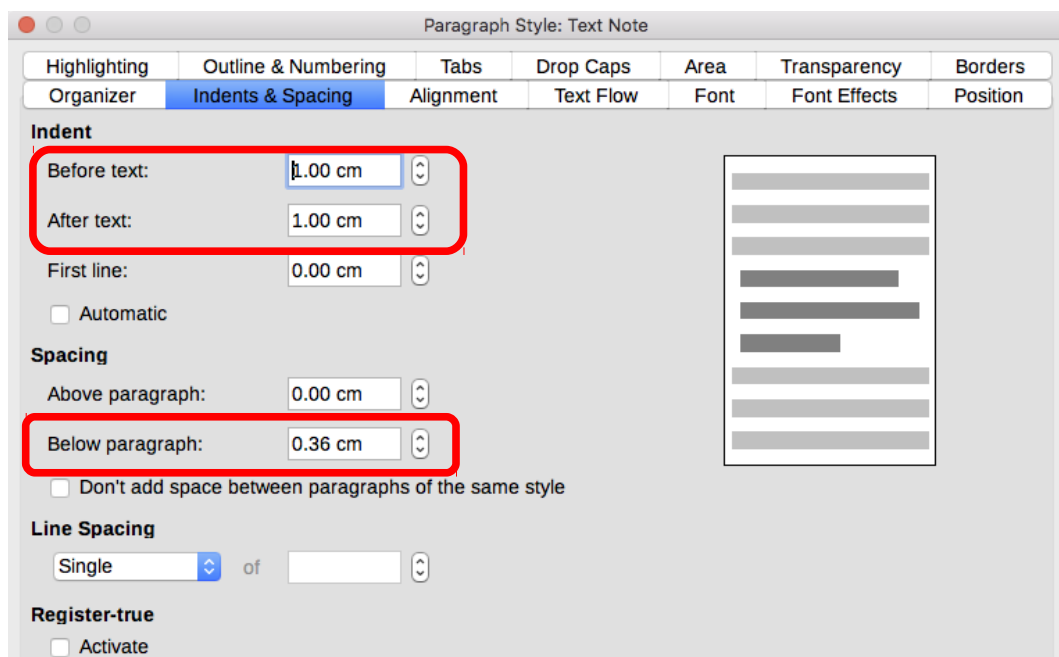 Paragraph Style: Text Note
Highlighting Outline & Numbering Tabs Drop Caps Area Transparency Borders
Organizer Indents & Spacing Alignment Text Flow Font Font Effects Position
Indent
Before text: 1.00 cm
After text: 1.00 cm
First line: 0.00 cm
Automatic
Spacing
Above paragraph: 0.00 cm
Below paragraph: 0.36 cm
Don't add space between paragraphs of the same style
Line Spacing
Single of
Register-true
Activate